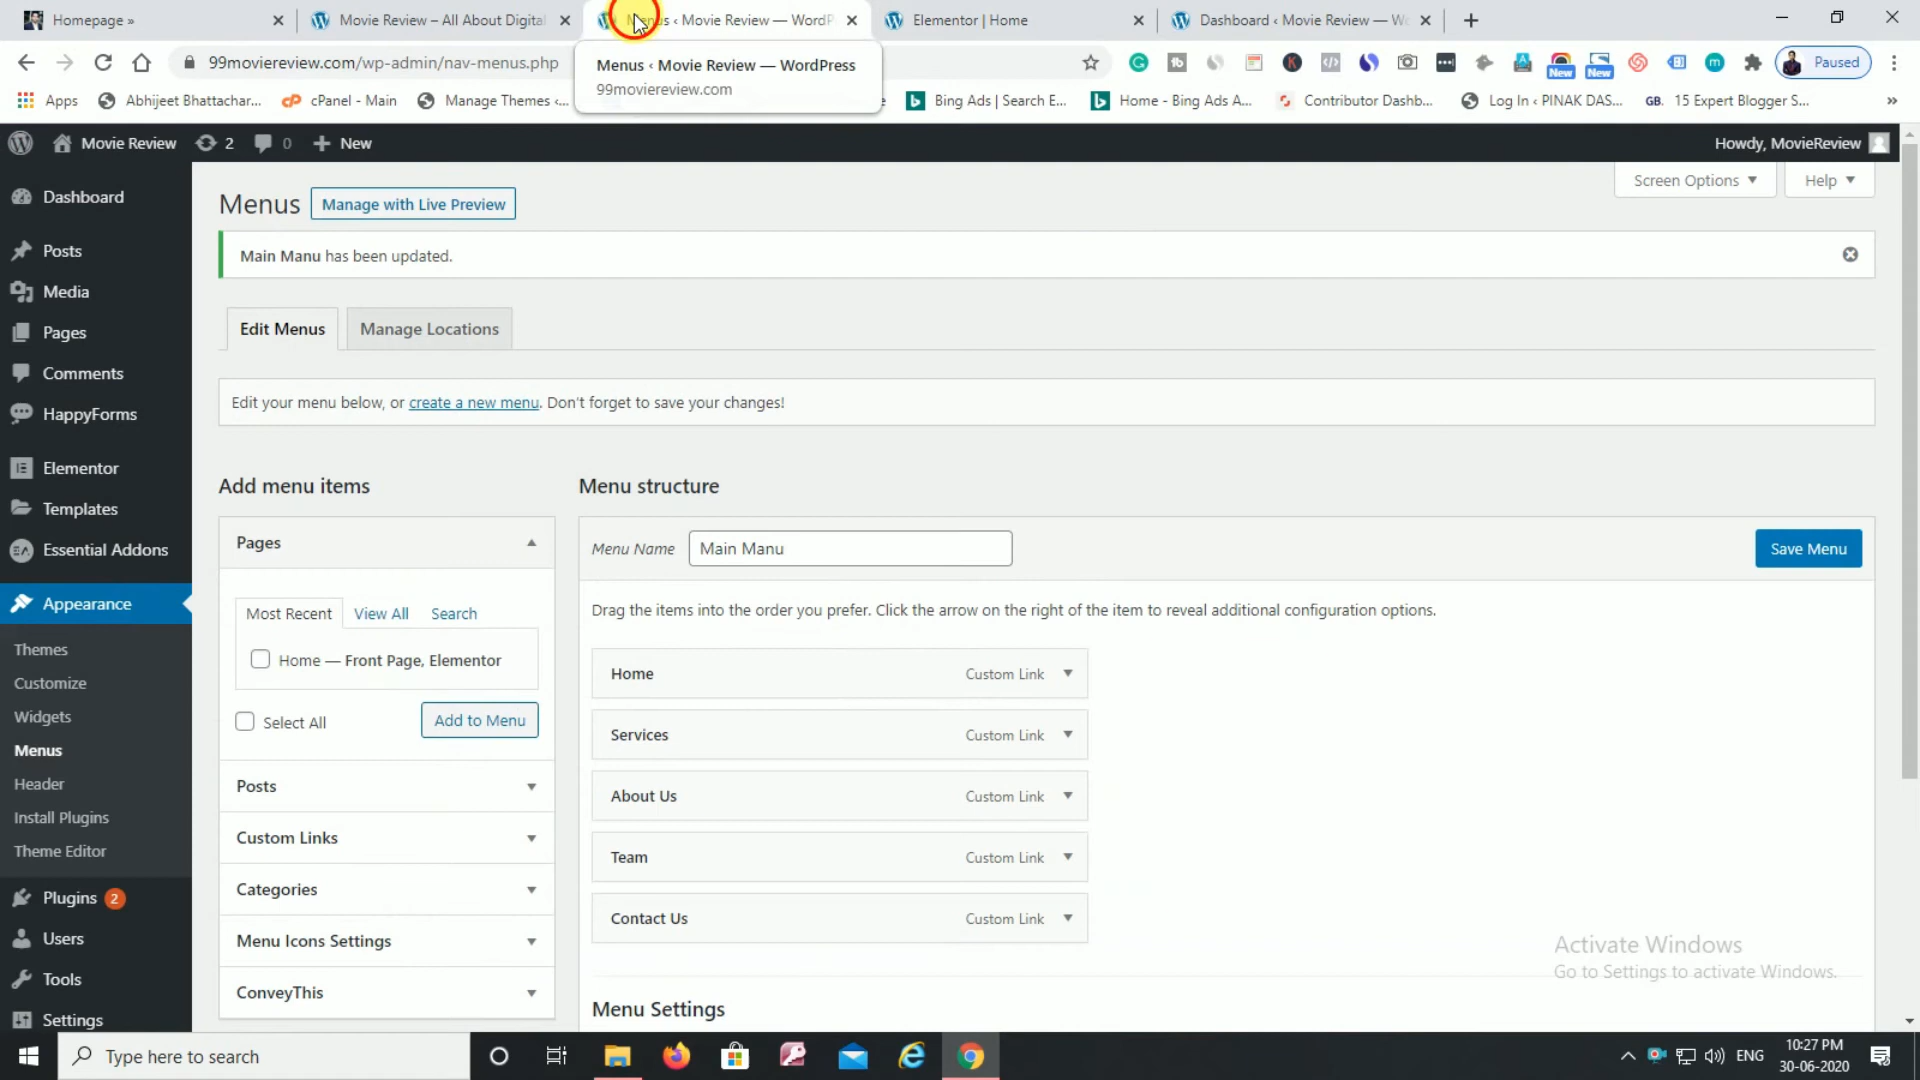 Homepage »
Movie Review – All About Digital
Menus ‹ Movie Review — WordP
Elementor | Home
Dashboard ‹ Movie Review — Wo
99moviereview.com/wp-admin/nav-menus.php
Menus ‹ Movie Review — WordPress
99moviereview.com
New
New
Paused
Apps
Abhijeet Bhattachar...
cPanel - Main
Manage Themes ‹...
Bing Ads | Search E...
Home - Bing Ads A...
Contributor Dashb...
Log In ‹ PINAK DAS...
GB.
15 Expert Blogger S...
»
Movie Review
2
0
New
Howdy, MovieReview
Dashboard
Posts
Media
Pages
Comments
HappyForms
Elementor
Templates
Essential Addons
Appearance
Themes
Customize
Widgets
Menus
Header
Install Plugins
Theme Editor
Plugins 2
Users
Tools
Settings
Menus
Manage with Live Preview
Screen Options
Help
Main Manu has been updated.
Edit Menus
Manage Locations
Edit your menu below, or create a new menu. Don't forget to save your changes!
Add menu items
Pages
Most Recent
View All
Search
Home — Front Page, Elementor
Select All
Add to Menu
Posts
Custom Links
Categories
Menu Icons Settings
ConveyThis
Menu structure
Menu Name
Main Manu
Save Menu
Drag the items into the order you prefer. Click the arrow on the right of the item to reveal additional configuration options.
Home Custom Link
Services Custom Link
About Us Custom Link
Team Custom Link
Contact Us Custom Link
Menu Settings
Activate Windows
Go to Settings to activate Windows.
Type here to search
ENG
10:27 PM
30-06-2020